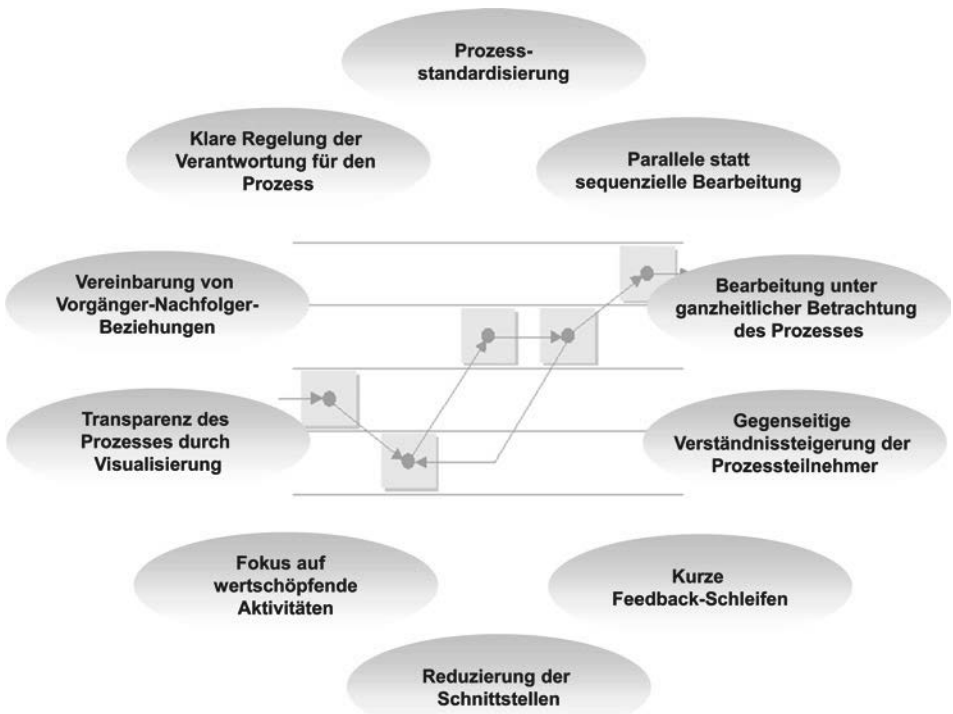 Prozess-
standardisierung
Klare Regelung der
Verantwortung für den
Prozess
Parallele statt
sequenzielle Bearbeitung
Vereinbarung von
Vorgänger-Nachfolger-
Beziehungen
Bearbeitung unter
ganzheitlicher Betrachtung
des Prozesses
Transparenz des
Prozesses durch
Visualisierung
Gegenseitige
Verständnissteigerung der
Prozessteilnehmer
Fokus auf
wertschöpfende
Aktivitäten
Kurze
Feedback-Schleifen
Reduzierung der
Schnittstellen